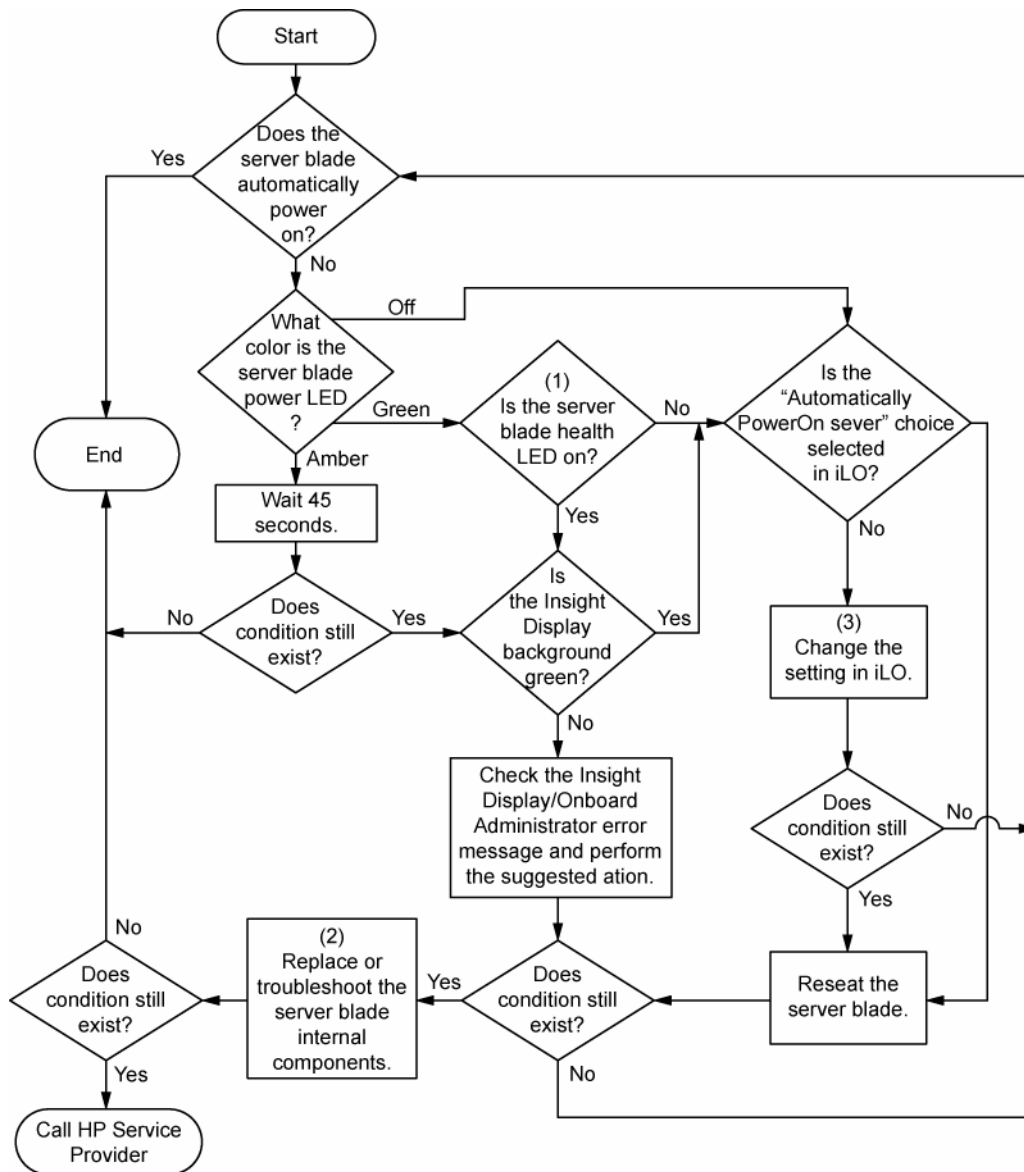 Start
Does the
server blade
automatically
power
on?
Yes
No
What
color is the
server blade
power LED
?
Off
Green
Amber
(1)
Is the server
blade health
LED on?
No
Yes
Is the
“Automatically
PowerOn sever” choice
selected
in iLO?
No
End
Wait 45
seconds.
Does
condition still
exist?
No
Yes
Is
the Insight
Display
background
green?
Yes
No
(3)
Change the
setting in iLO.
Check the Insight
Display/Onboard
Administrator error
message and perform
the suggested ation.
Does
condition still
exist?
No
Yes
Reseat the
server blade.
Does
condition still
exist?
Yes
No
(2)
Replace or
troubleshoot the
server blade
internal
components.
No
Does
condition still
exist?
Yes
Call HP Service
Provider